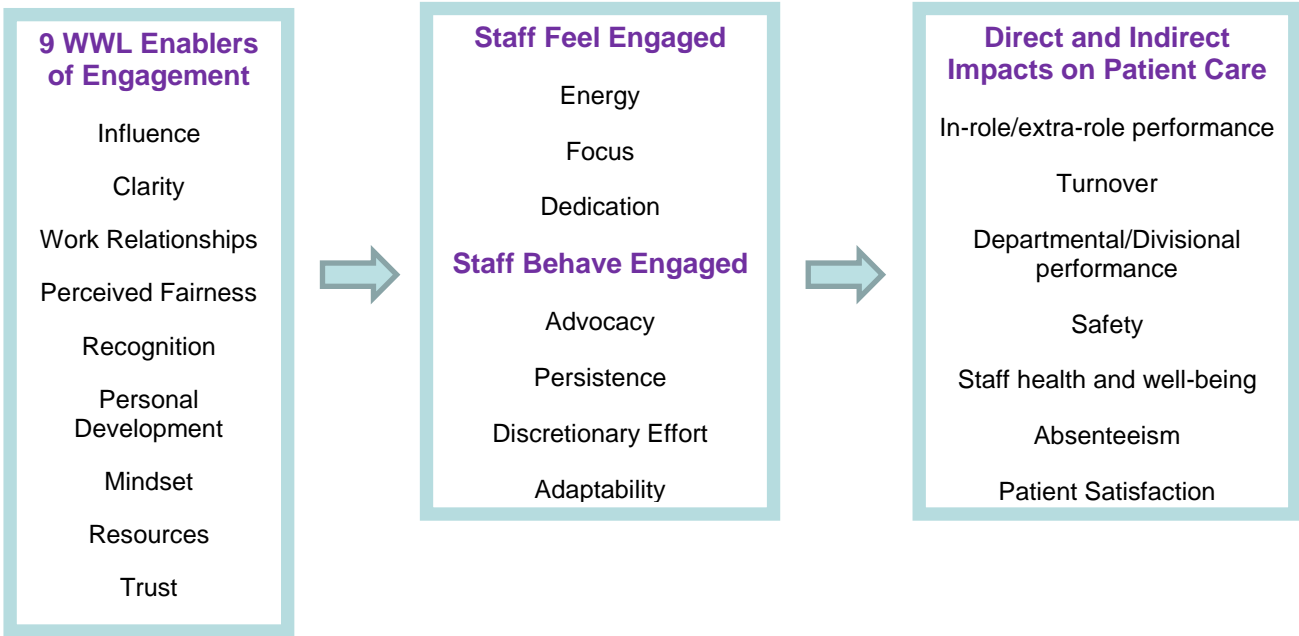 9 WWL Enablers
of Engagement
Influence
Clarity
Work Relationships
Perceived Fairness
Recognition
Personal
Development
Mindset
Resources
Trust
Staff Feel Engaged
Energy
Focus
Dedication
Staff Behave Engaged
Advocacy
Persistence
Discretionary Effort
Adaptability
Direct and Indirect
Impacts on Patient Care
In-role/extra-role performance
Turnover
Departmental/Divisional
performance
Safety
Staff health and well-being
Absenteeism
Patient Satisfaction